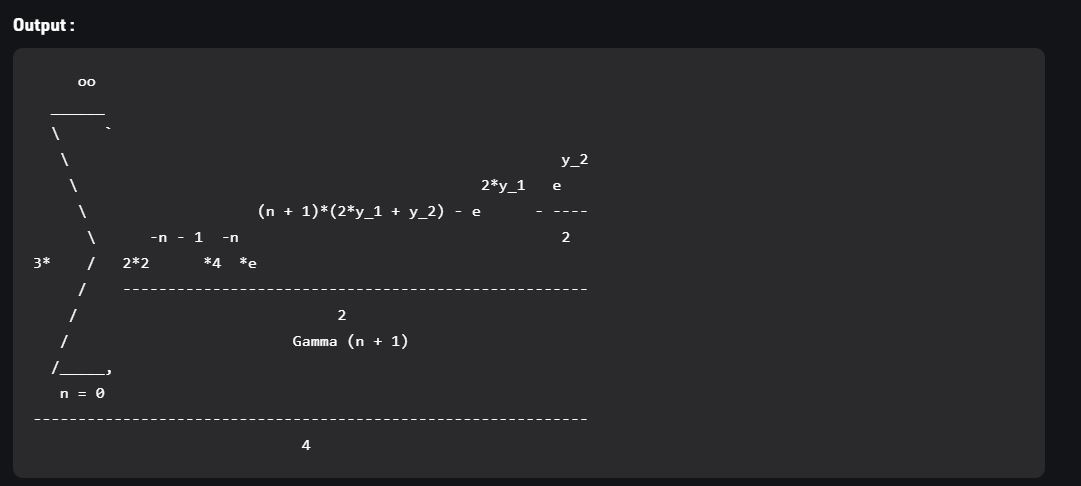 Output :
oo
______
\     `
\
y_2
\
2*y_1   e
\
(n + 1)*(2*y_1 + y_2) - e      - ----
\      -n - 1  -n                                    2
3*    /   2*2      *4  *e
/    ----------------------------------------------------
/                             2
/                         Gamma (n + 1)
/_____,
n = 0
--------------------------------------------------------------
4